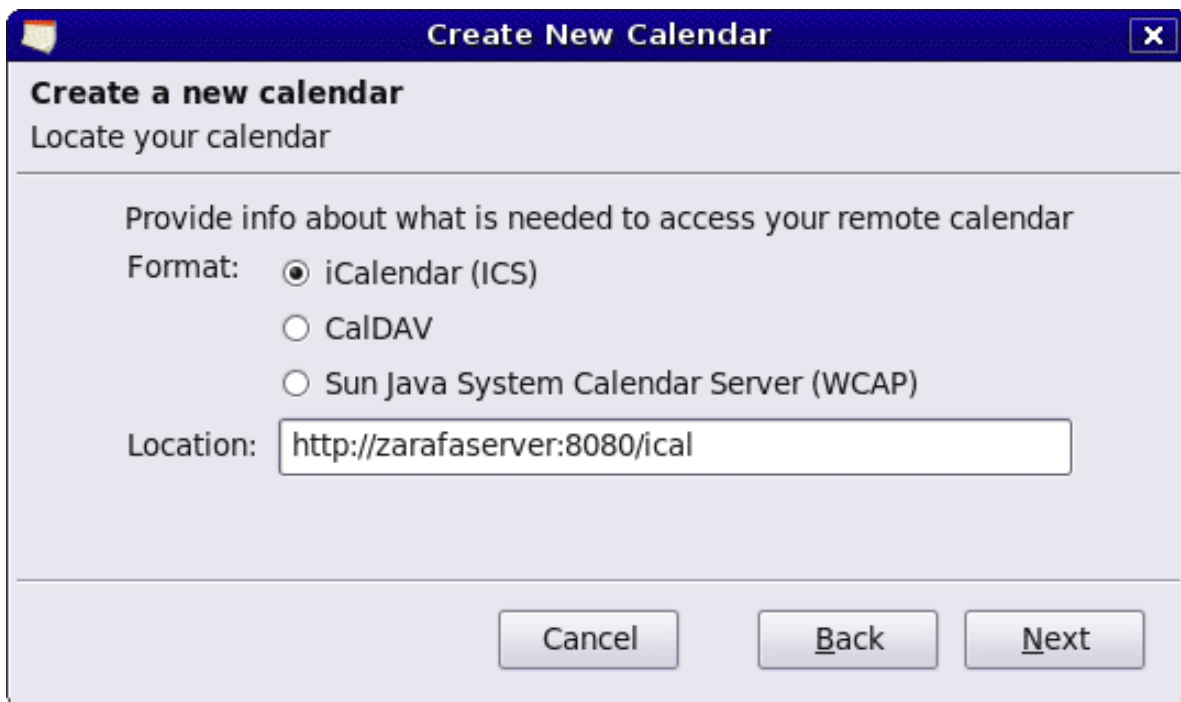 Create New Calendar
Create a new calendar
Locate your calendar
Provide info about what is needed to access your remote calendar
Format: iCalendar (ICS)
CalDAV
Sun Java System Calendar Server (WCAP)
Location: http://zarafaserver:8080/ical
Cancel Back Next